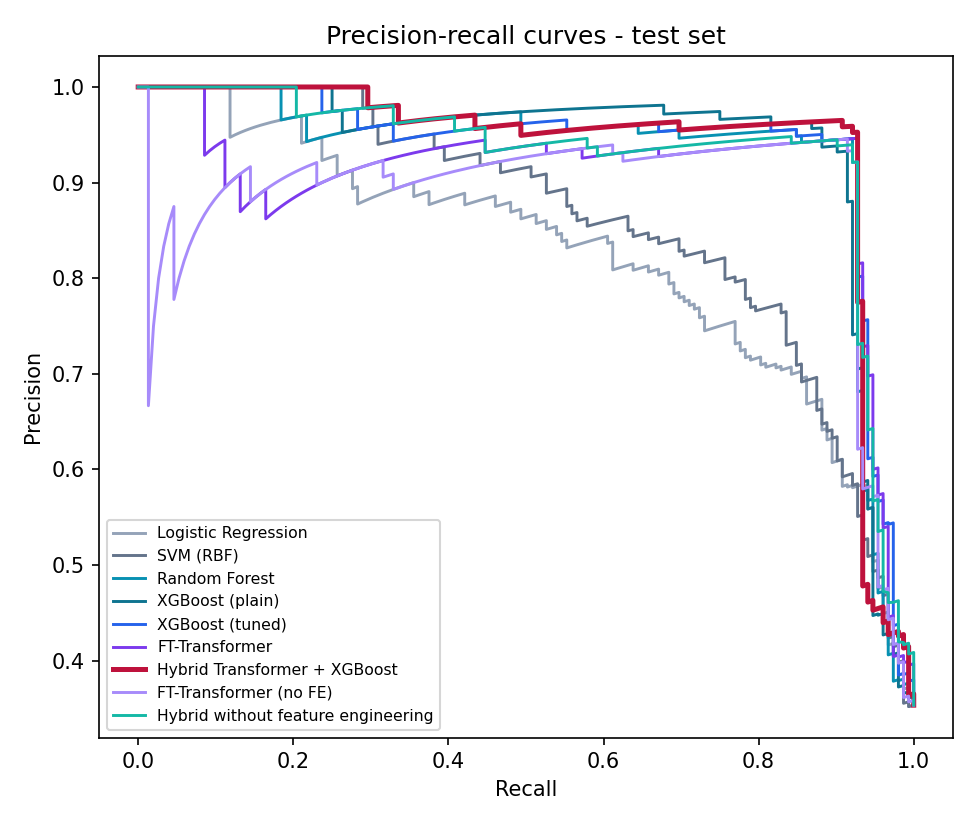 Precision-recall curves - test set
Precision
1.0
0.9
0.8
0.7
0.6
0.5
0.4
Logistic Regression
SVM (RBF)
Random Forest
XGBoost (plain)
XGBoost (tuned)
FT-Transformer
Hybrid Transformer + XGBoost
FT-Transformer (no FE)
Hybrid without feature engineering
0.0 0.2 0.4 0.6 0.8 1.0
Recall